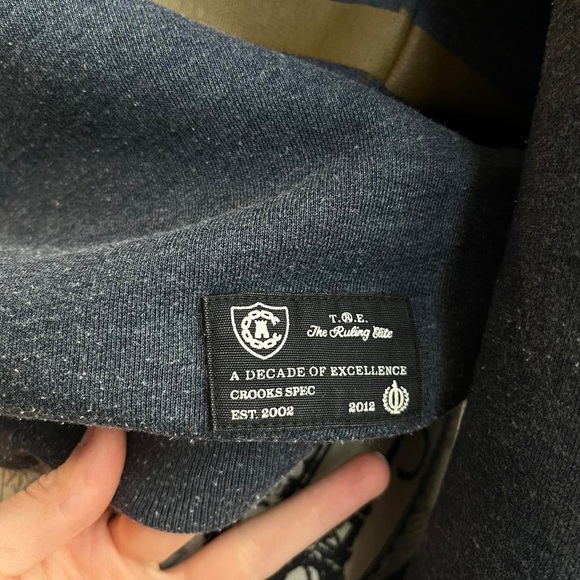 T.®.E.
The Ruling Elite
A DECADE OF EXCELLENCE
CROOKS SPEC
EST. 2002 2012